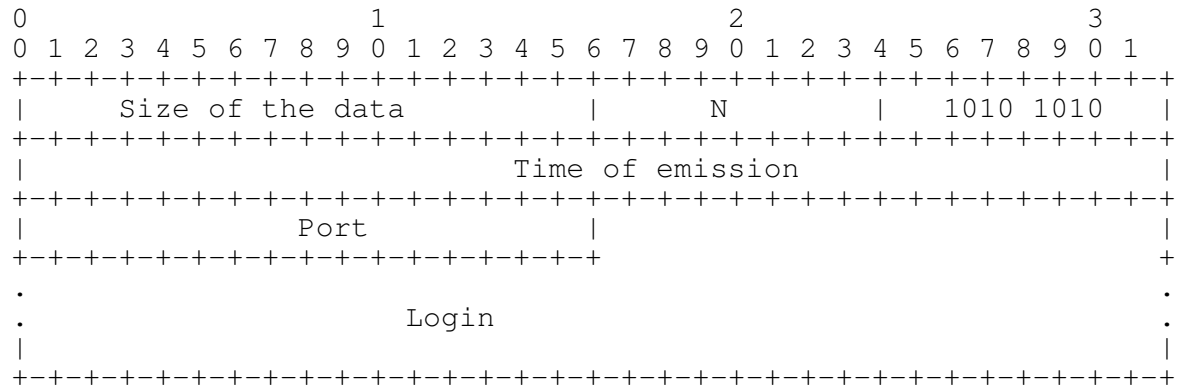 0                   1                   2                   3
0 1 2 3 4 5 6 7 8 9 0 1 2 3 4 5 6 7 8 9 0 1 2 3 4 5 6 7 8 9 0 1
+-+-+-+-+-+-+-+-+-+-+-+-+-+-+-+-+-+-+-+-+-+-+-+-+-+-+-+-+-+-+-+-+
|     Size of the data          |       N       |   1010 1010   |
+-+-+-+-+-+-+-+-+-+-+-+-+-+-+-+-+-+-+-+-+-+-+-+-+-+-+-+-+-+-+-+-+
|                           Time of emission                    |
+-+-+-+-+-+-+-+-+-+-+-+-+-+-+-+-+-+-+-+-+-+-+-+-+-+-+-+-+-+-+-+-+
|               Port            |                               |
+-+-+-+-+-+-+-+-+-+-+-+-+-+-+-+-+                               +
.                                                               .
.                     Login                                     .
|                                                               |
+-+-+-+-+-+-+-+-+-+-+-+-+-+-+-+-+-+-+-+-+-+-+-+-+-+-+-+-+-+-+-+-+